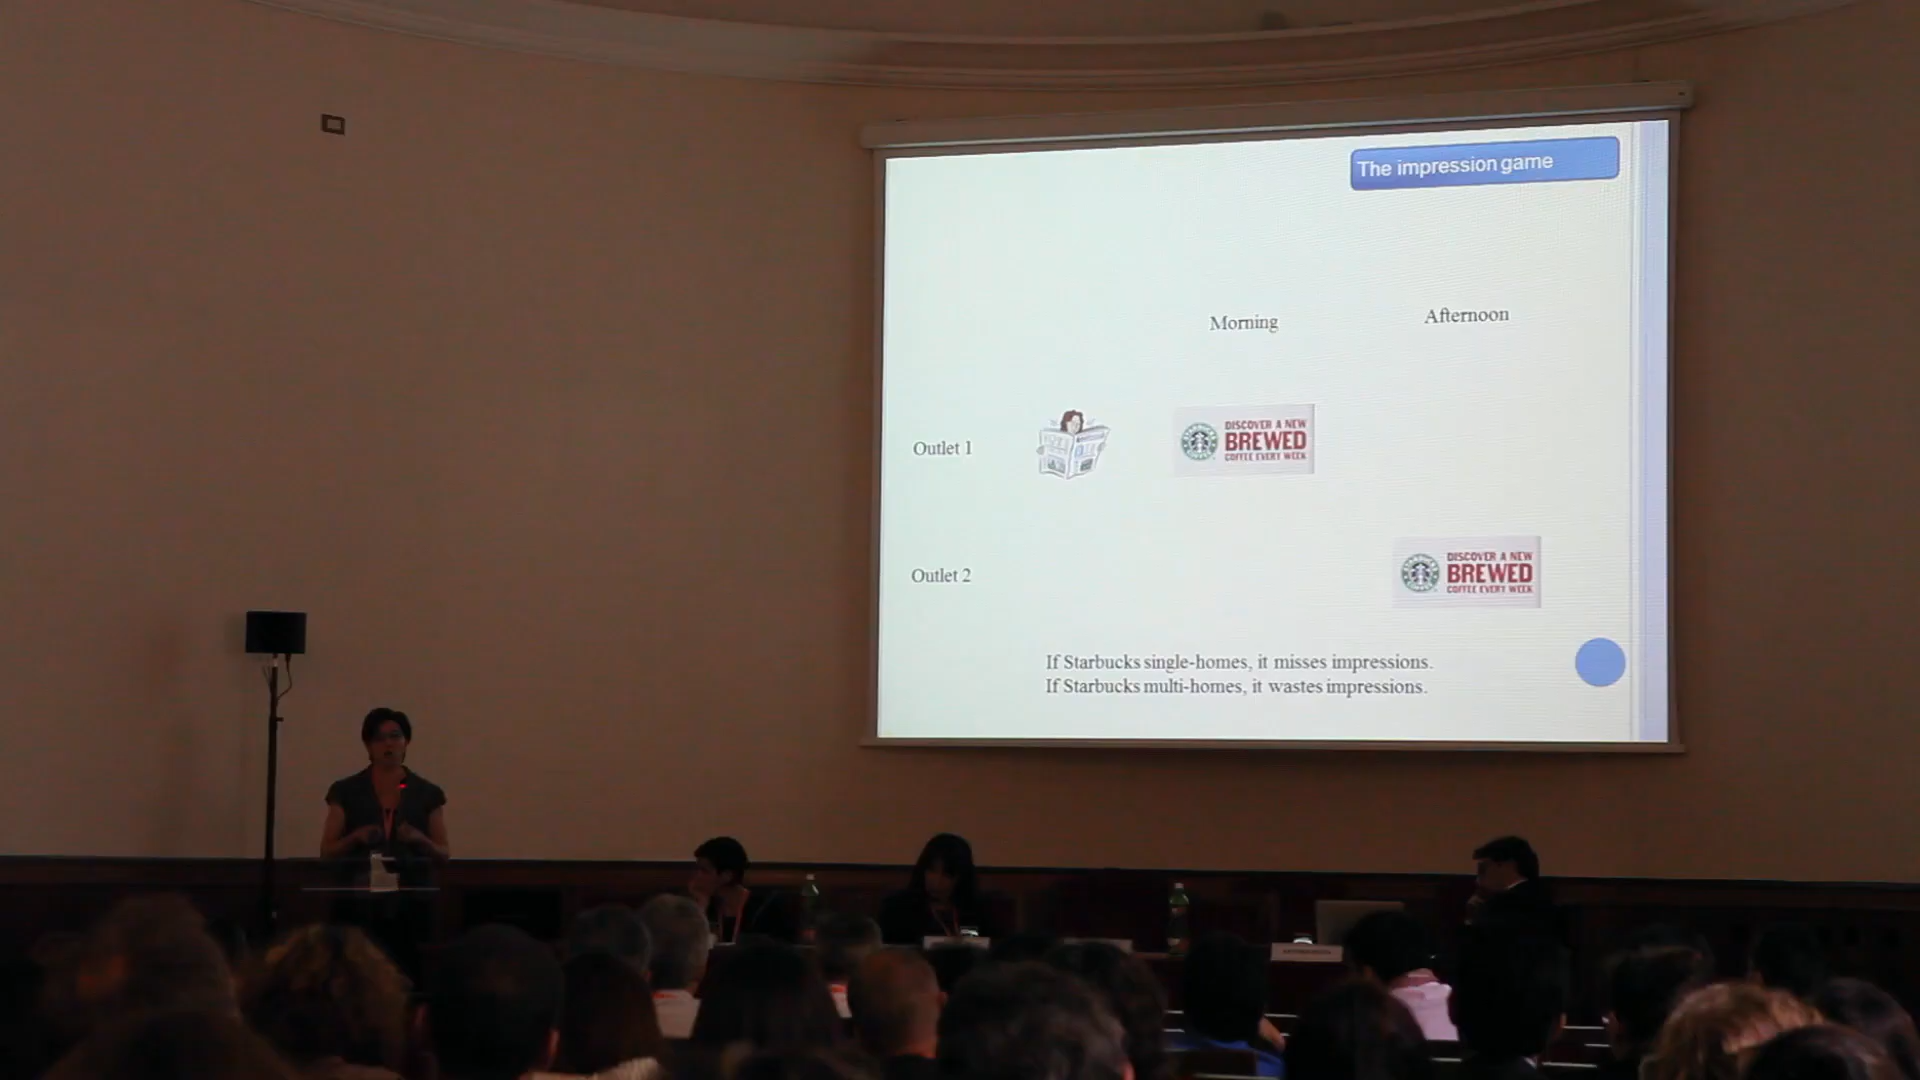 The impression game
Morning
Afternoon
Outlet 1
DISCOVER A NEW
BREWED
COFFEE EVERY WEEK
Outlet 2
DISCOVER A NEW
BREWED
COFFEE EVERY WEEK
If Starbucks single-homes, it misses impressions.
If Starbucks multi-homes, it wastes impressions.